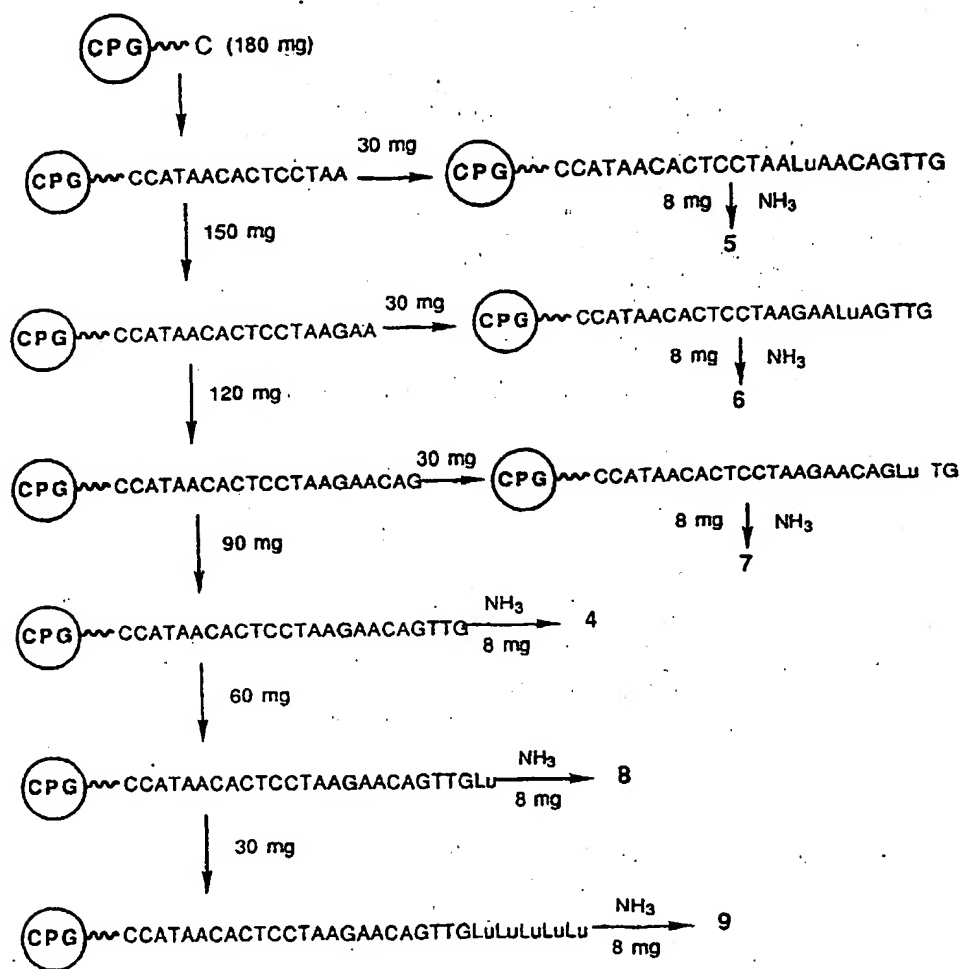 CPG C (180 mg)
30 mg
CPG CCATAACACTCCTAA CPG CCATAACACTCCTAALuAACAGTTG
8 mg NH3
150 mg
5
30 mg
CPG CCATAACACTCCTAAGAA CPG CCATAACACTCCTAAGAALuAGTTG
8 mg NH3
120 mg
6
30 mg
CPG CCATAACACTCCTAAGAACAG CPG CCATAACACTCCTAAGAACAGLu TG
8 mg NH3
90 mg
7
NH3
CPG CCATAACACTCCTAAGAACAGTTG 4
8 mg
60 mg
NH3
CPG CCATAACACTCCTAAGAACAGTTGLu 8
8 mg
30 mg
NH3
CPG CCATAACACTCCTAAGAACAGTTGLuLuLuLuLu 9
8 mg